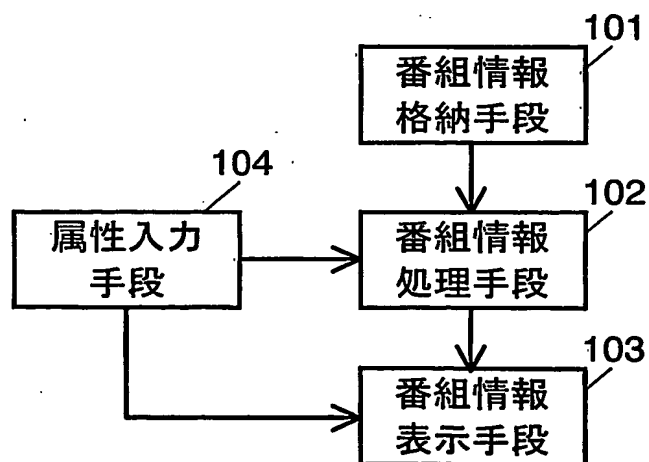 101
番組情報
格納手段
104
属性入力
手段
102
番組情報
処理手段
103
番組情報
表示手段